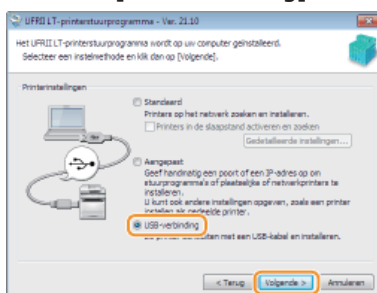 UFRII LT-printerstuurprogramma - Ver. 21.10
Het UFRII LT-printerstuurprogramma wordt op uw computer geïnstalleerd.
Selecteer een instelmethode en klik dan op [Volgende].
Printerinstellingen
Standaard
Printers op het netwerk zoeken en installeren.
Printers in de slaapstand activeren en zoeken
Gedetailleerde instellingen...
Aangepast
Geef handmatig een poort of een IP-adres op om
stuurprogramma's of plaatselijke of netwerkprinters te
installeren.
U kunt ook andere instellingen opgeven, zoals een printer
instellen als gedeelde printer.
USB-verbinding
printer aansluiten met een USB-kabel en installeren.
< Terug
Volgende >
Annuleren